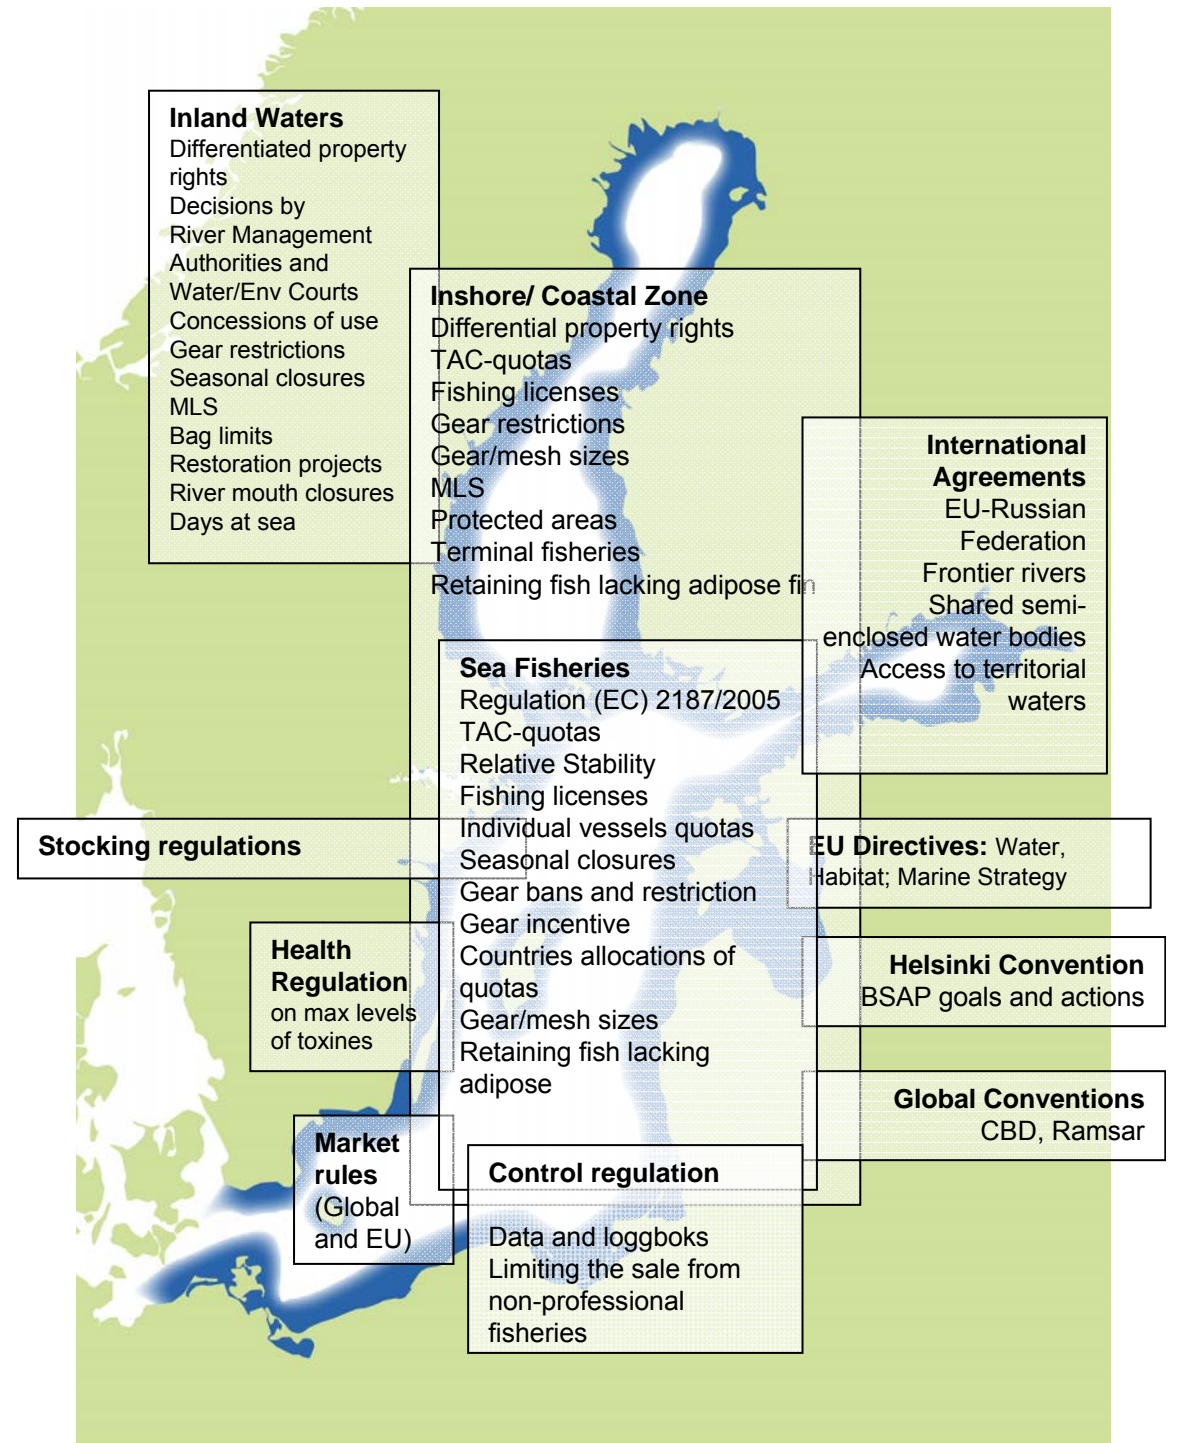 Inland Waters
Differentiated property
rights
Decisions by
River Management
Authorities and
Water/Env Courts
Concessions of use
Gear restrictions
Seasonal closures
MLS
Bag limits
Restoration projects
River mouth closures
Days at sea
Inshore/ Coastal Zone
Differential property rights
TAC-quotas
Fishing licenses
Gear restrictions
Gear/mesh sizes
MLS
Protected areas
Terminal fisheries
Retaining fish lacking adipose fin
International
Agreements
EU-Russian
Federation
Frontier rivers
Shared semi-
enclosed water bodies
Access to territorial
waters
Sea Fisheries
Regulation (EC) 2187/2005
TAC-quotas
Relative Stability
Fishing licenses
Individual vessels quotas
Seasonal closures
Gear bans and restriction
Gear incentive
Countries allocations of
quotas
Gear/mesh sizes
Retaining fish lacking
adipose
Stocking regulations
EU Directives: Water,
Habitat; Marine Strategy
Health
Regulation
on max levels
of toxines
Helsinki Convention
BSAP goals and actions
Global Conventions
CBD, Ramsar
Market
rules
(Global
and EU)
Control regulation
Data and loggboks
Limiting the sale from
non-professional
fisheries